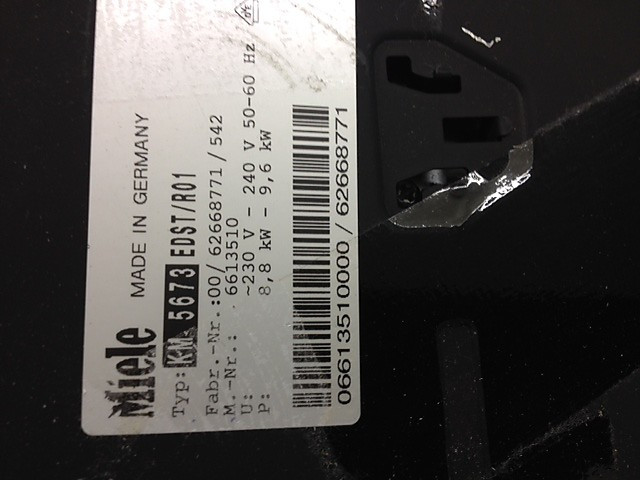 Miele MADE IN GERMANY
Typ: KM 5673 EDST/R01
Fabr.-Nr.:00/ 62668771 / 542
M.-Nr.: 6613510
U: ~230 V - 240 V 50-60 Hz
P: 8,8 kW - 9,6 kW
06613510000 / 62668771